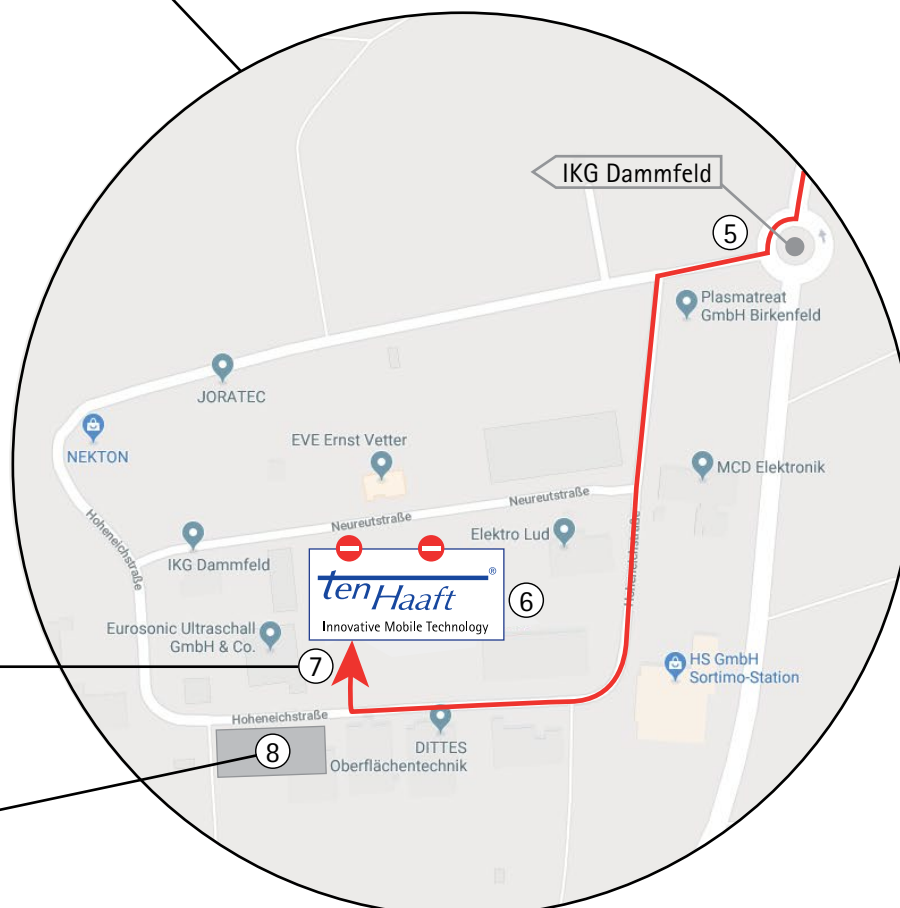 IKG Dammfeld
5
Plasmatreat
GmbH Birkenfeld
JORATEC
NEKTON
EVE Ernst Vetter
MCD Elektronik
Neureutstraße
Neureutstraße
Hoheneichstraße
Elektro Lud
Hoheneichstraße
IKG Dammfeld
ten Haaft ®
Innovative Mobile Technology
6
Eurosonic Ultraschall
GmbH & Co.
7
HS GmbH
Sortimo-Station
Hoheneichstraße
8
DITTES
Oberflächentechnik